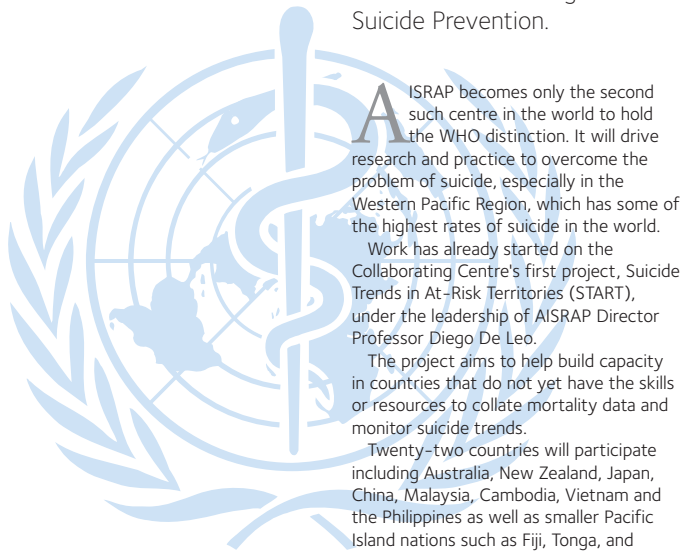 Suicide Prevention.
AISRAP becomes only the second
such centre in the world to hold
the WHO distinction. It will drive
research and practice to overcome the
problem of suicide, especially in the
Western Pacific Region, which has some of
the highest rates of suicide in the world.
Work has already started on the
Collaborating Centre's first project, Suicide
Trends in At-Risk Territories (START),
under the leadership of AISRAP Director
Professor Diego De Leo.
The project aims to help build capacity
in countries that do not yet have the skills
or resources to collate mortality data and
monitor suicide trends.
Twenty-two countries will participate
including Australia, New Zealand, Japan,
China, Malaysia, Cambodia, Vietnam and
the Philippines as well as smaller Pacific
Island nations such as Fiji, Tonga, and